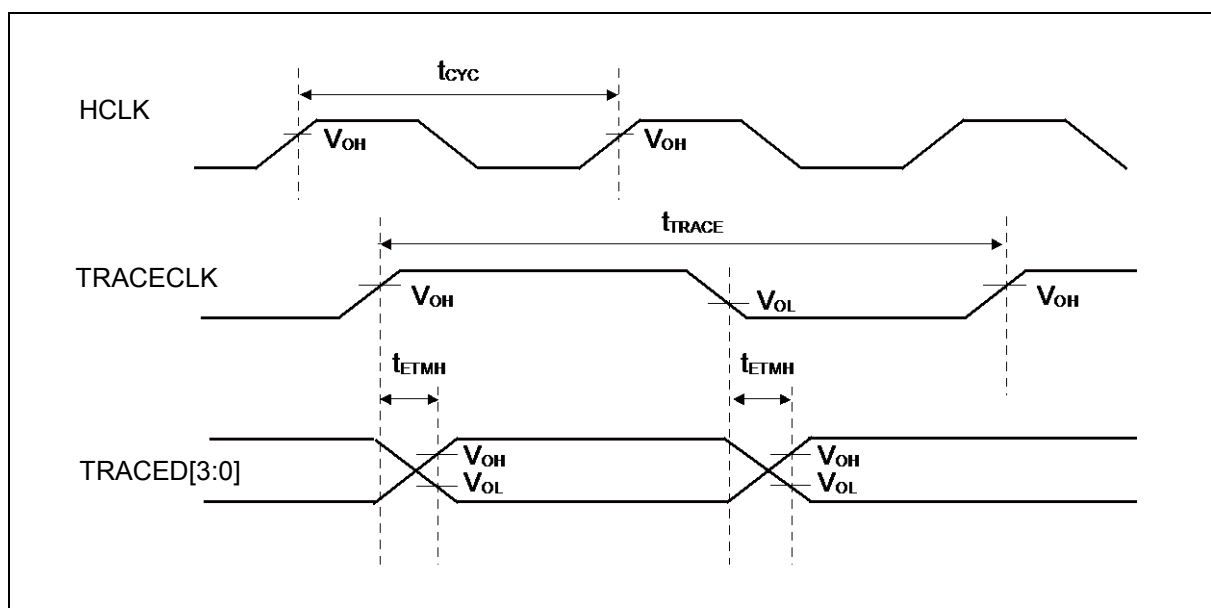 tCYC
HCLK
VOH VOH
tTRACE
TRACECLK
VOH VOL VOH
tETMH tETMH
TRACED[3:0]
VOH VOH
VOL VOL